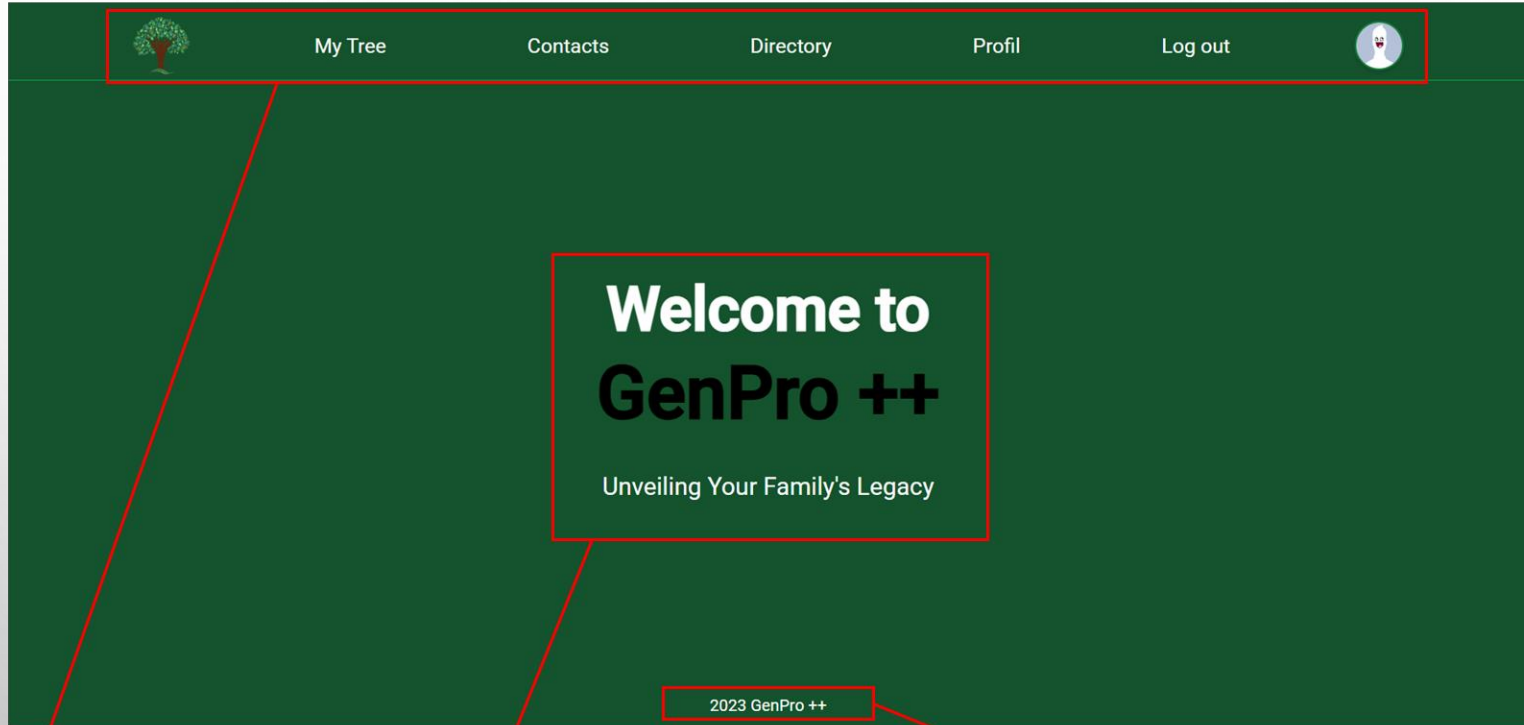 My Tree Contacts Directory Profil Log out
Welcome to
GenPro ++
Unveiling Your Family's Legacy
2023 GenPro ++